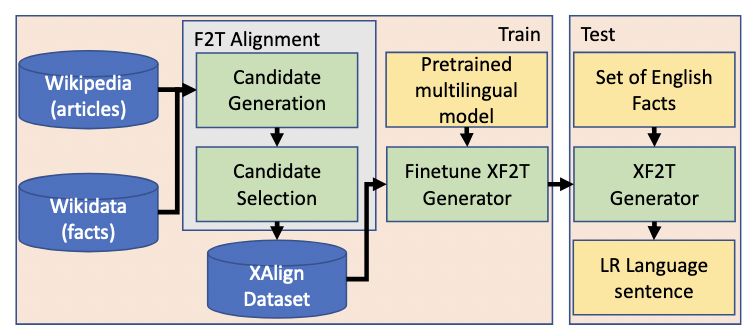 F2T Alignment
Train
Test
Wikipedia
(articles)
Candidate
Generation
Pretrained
multilingual
model
Set of English
Facts
Wikidata
(facts)
Candidate
Selection
Finetune XF2T
Generator
XF2T
Generator
XAlign
Dataset
LR Language
sentence